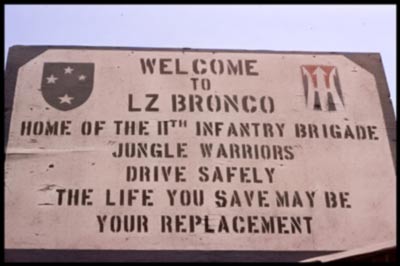 WELCOME
TO
LZ BRONCO
HOME OF THE 11TH INFANTRY BRIGADE
JUNGLE WARRIORS
DRIVE SAFELY
THE LIFE YOU SAVE MAY BE
YOUR REPLACEMENT